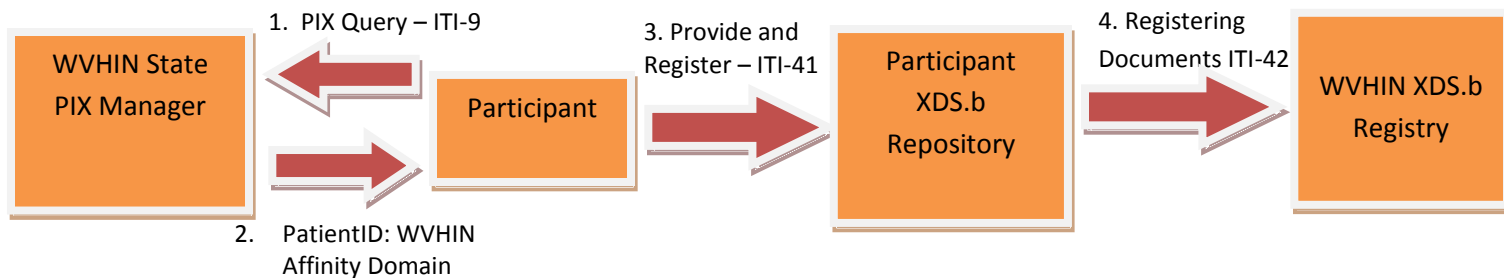 1. PIX Query – ITI-9
WVHIN State
PIX Manager
2. PatientID: WVHIN
Affinity Domain
Participant
3. Provide and
Register – ITI-41
Participant
XDS.b
Repository
4. Registering
Documents ITI-42
WVHIN XDS.b
Registry